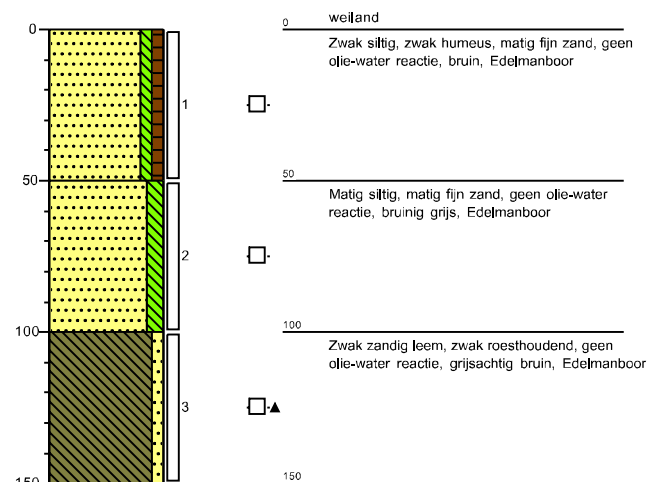 0
0
weiland
Zwak siltig, zwak humeus, matig fijn zand, geen
olie-water reactie, bruin, Edelmanboor
1
50
50
Matig siltig, matig fijn zand, geen olie-water
reactie, bruinig grijs, Edelmanboor
2
100
100
Zwak zandig leem, zwak roesthoudend, geen
olie-water reactie, grijsachtig bruin, Edelmanboor
3
150
150